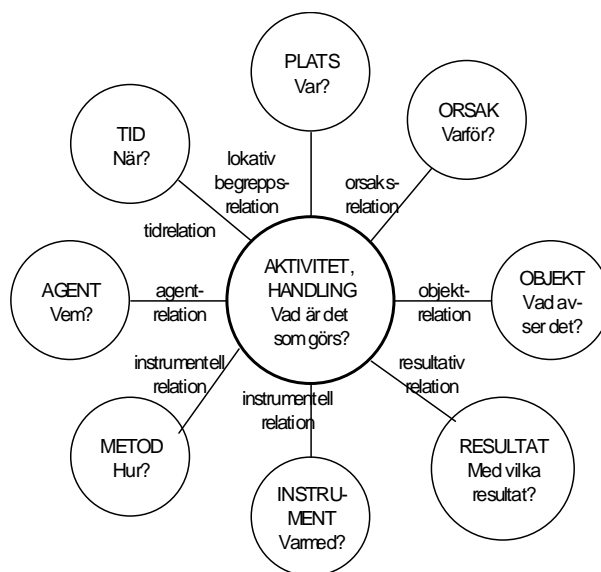 PLATS
Var?
ORSAK
Varför?
TID
När?
lokativ
begrepps-
relation
orsaks-
relation
tidrelation
AKTIVITET,
HANDLING
Vad är det
som görs?
AGENT
Vem?
agent-
relation
objekt-
relation
OBJEKT
Vad av-
ser det?
instrumentell
relation
resultativ
relation
instrumentell
relation
METOD
Hur?
RESULTAT
Med vilka
resultat?
INSTRU-
MENT
Varmed?